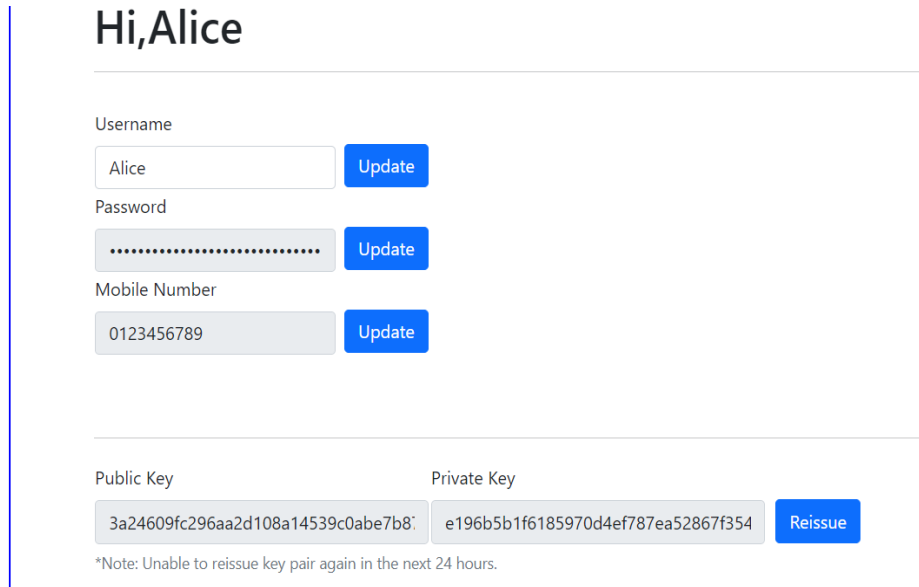 Hi,Alice
Username
Alice Update
Password
•••••••••••••••••••••••••••••• Update
Mobile Number
0123456789 Update
Public Key Private Key
3a24609fc296aa2d108a14539c0abe7b87 e196b5b1f6185970d4ef787ea52867f354 Reissue
*Note: Unable to reissue key pair again in the next 24 hours.